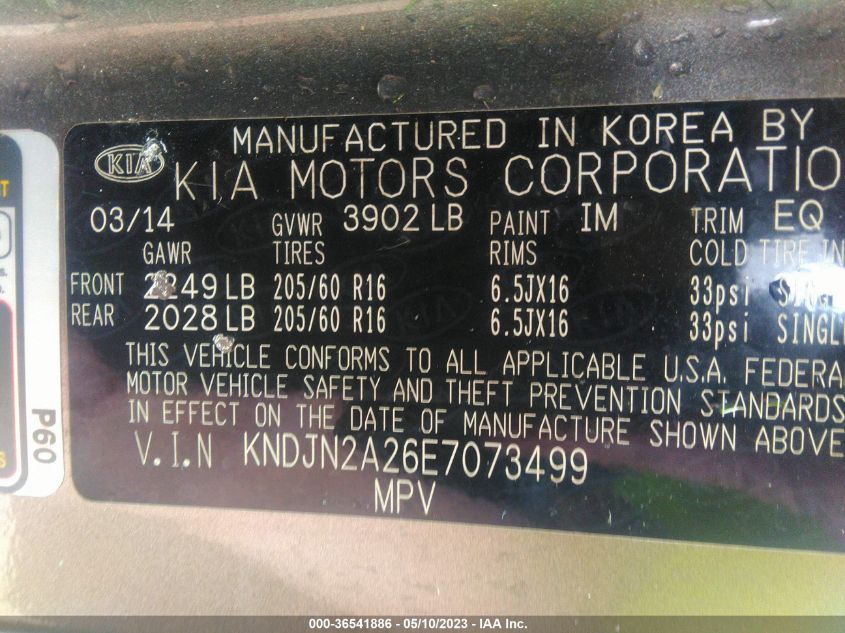 MANUFACTURED IN KOREA BY
KIA KIA MOTORS CORPORATIO
03/14 GVWR 3902 LB PAINT IM TRIM EQ
GAWR TIRES RIMS COLD TIRE IN
FRONT LB 205/60 R16 6.5JX16 33psi
REAR 2028 LB 205/60 R16 6.5JX16 33psi SINGL
THIS VEHICLE CONFORMS TO ALL APPLICABLE U.S.A. FEDERA
MOTOR VEHICLE SAFETY AND THEFT PREVENTION STANDARDS
IN EFFECT ON THE DATE OF MANUFACTURE SHOWN ABOVE
V.I.N KNDJN2A26E7073499
MPV
P60
000-36541886 - 05/10/2023 - IAA Inc.